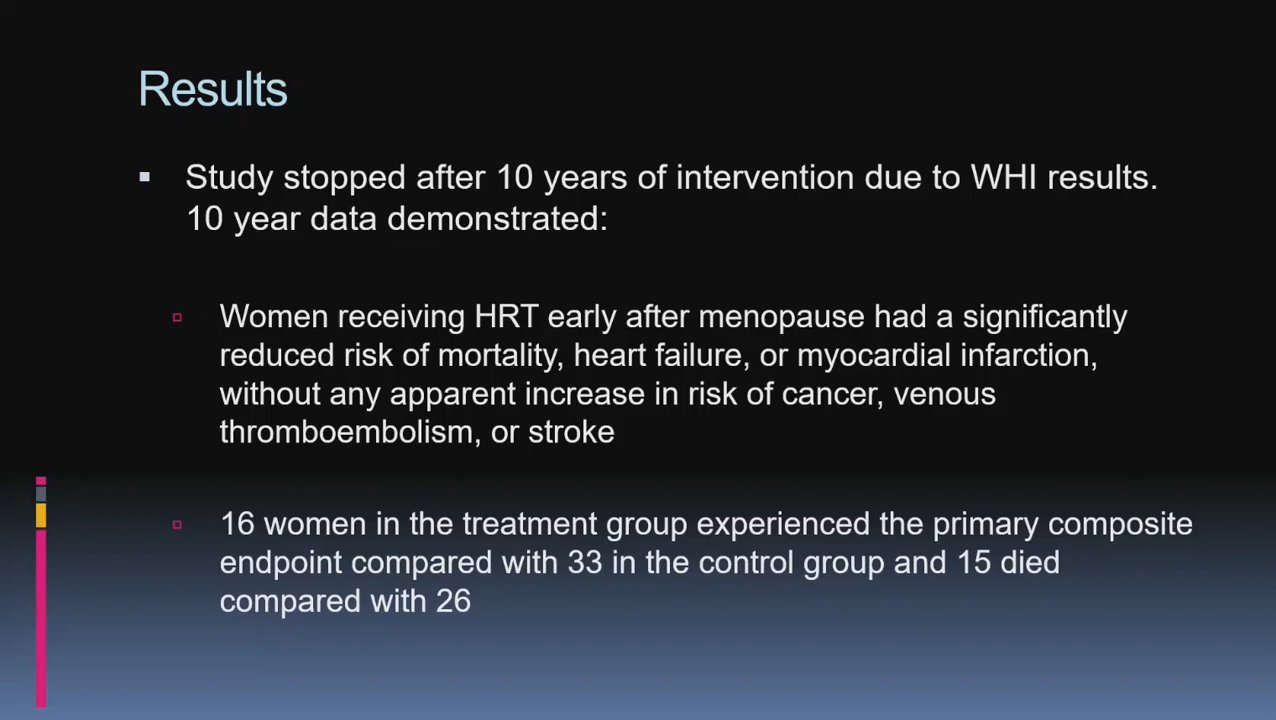 Results
Study stopped after 10 years of intervention due to WHI results.
10 year data demonstrated:
Women receiving HRT early after menopause had a significantly
reduced risk of mortality, heart failure, or myocardial infarction,
without any apparent increase in risk of cancer, venous
thromboembolism, or stroke
16 women in the treatment group experienced the primary composite
endpoint compared with 33 in the control group and 15 died
compared with 26